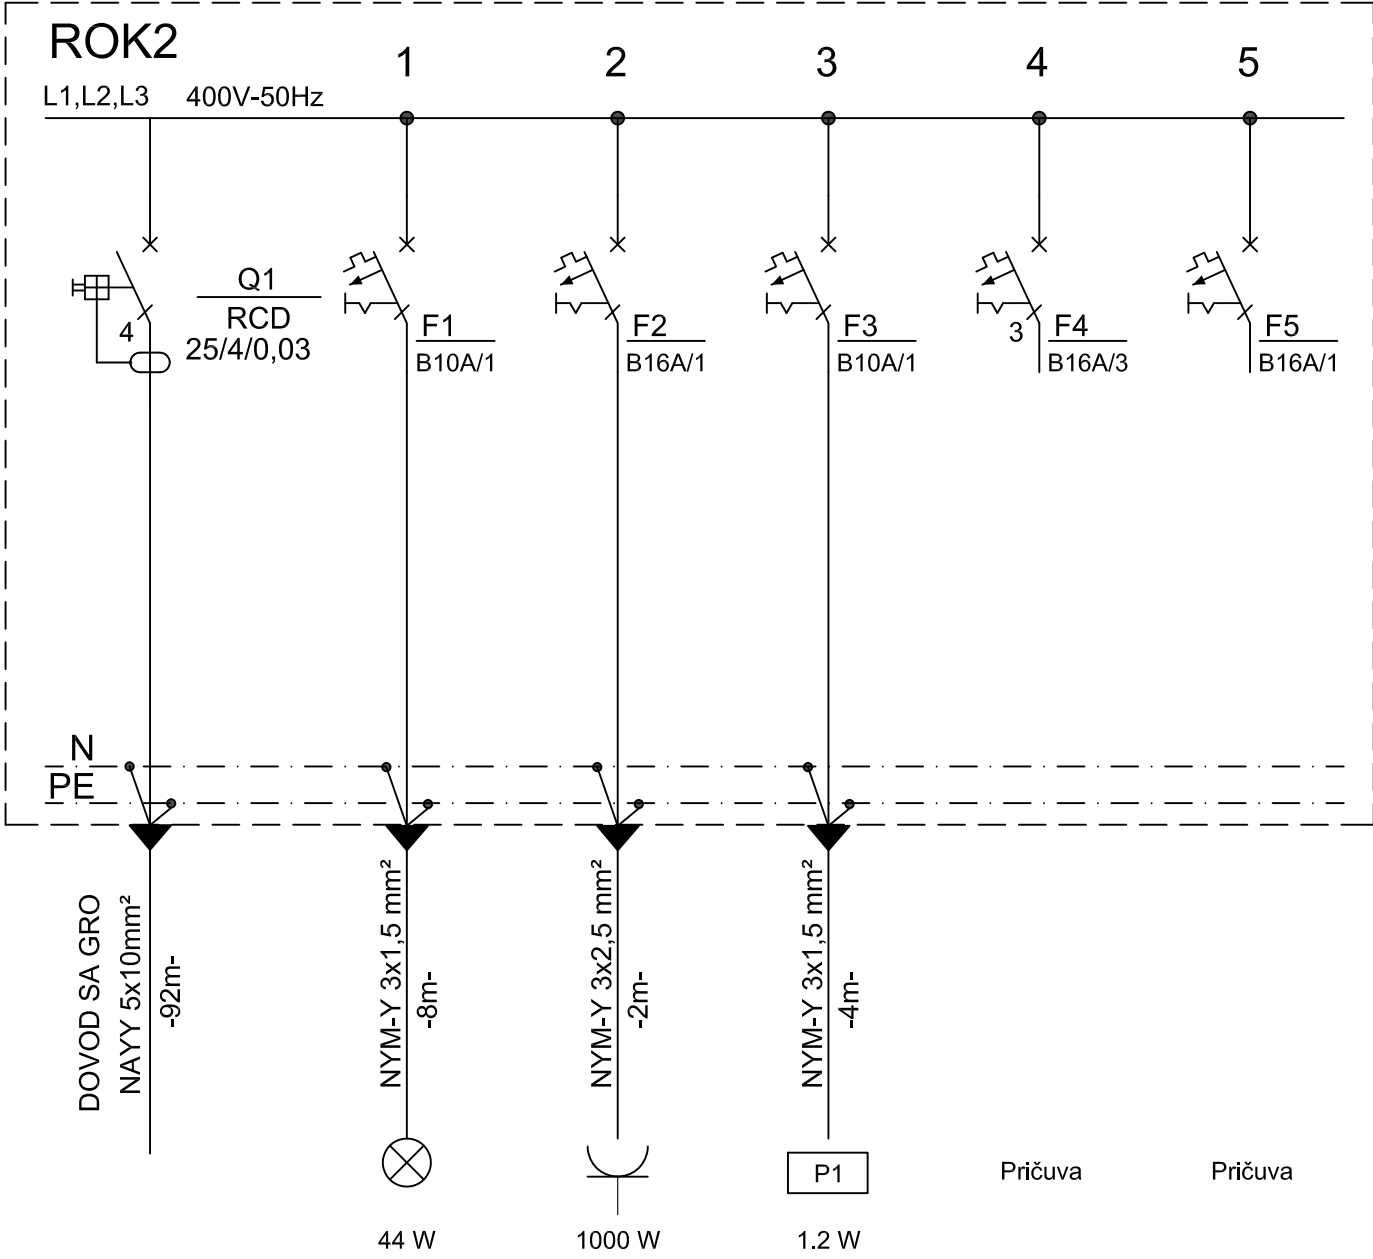 ROK2
1
2
3
4
5
L1,L2,L3 400V-50Hz
Q1
RCD
25/4/0,03
4
F1
B10A/1
F2
B16A/1
F3
B10A/1
3
F4
B16A/3
F5
B16A/1
N
PE
DOVOD SA GRO
NAYY 5x10mm²
-92m-
NYM-Y 3x1,5 mm²
-8m-
NYM-Y 3x2,5 mm²
-2m-
NYM-Y 3x1,5 mm²
-4m-
P1
Pričuva
Pričuva
44 W
1000 W
1.2 W